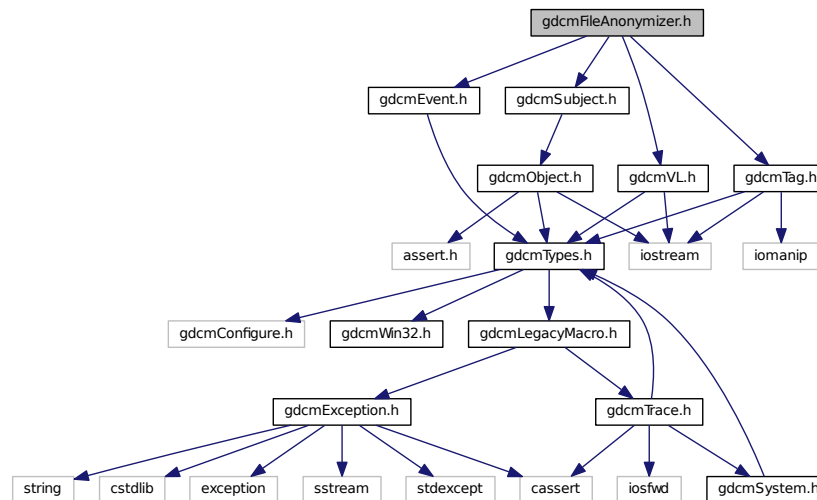 gdcmFileAnonymizer.h
gdcmEvent.h
gdcmSubject.h
gdcmObject.h
gdcmVL.h
gdcmTag.h
assert.h
gdcmTypes.h
iostream
iomanip
gdcmConfigure.h
gdcmWin32.h
gdcmLegacyMacro.h
gdcmException.h
gdcmTrace.h
string
cstdlib
exception
sstream
stdexcept
cassert
iosfwd
gdcmSystem.h